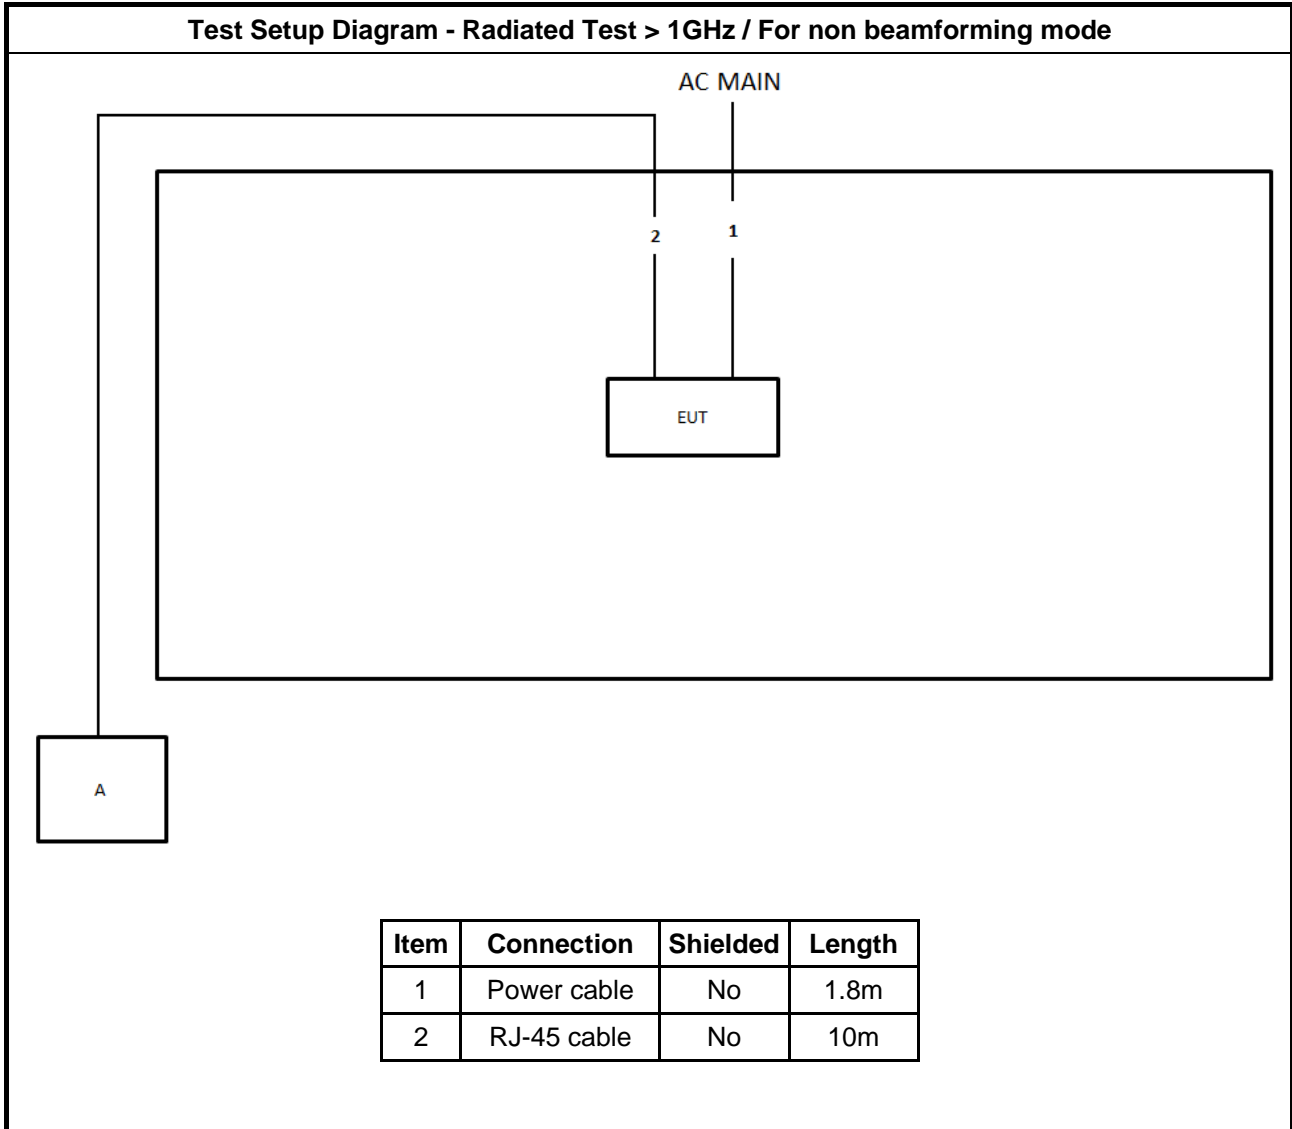 Test Setup Diagram - Radiated Test > 1GHz / For non beamforming mode
AC MAIN
2 1
EUT
A
Item Connection Shielded Length
1 Power cable No 1.8m
2 RJ-45 cable No 10m